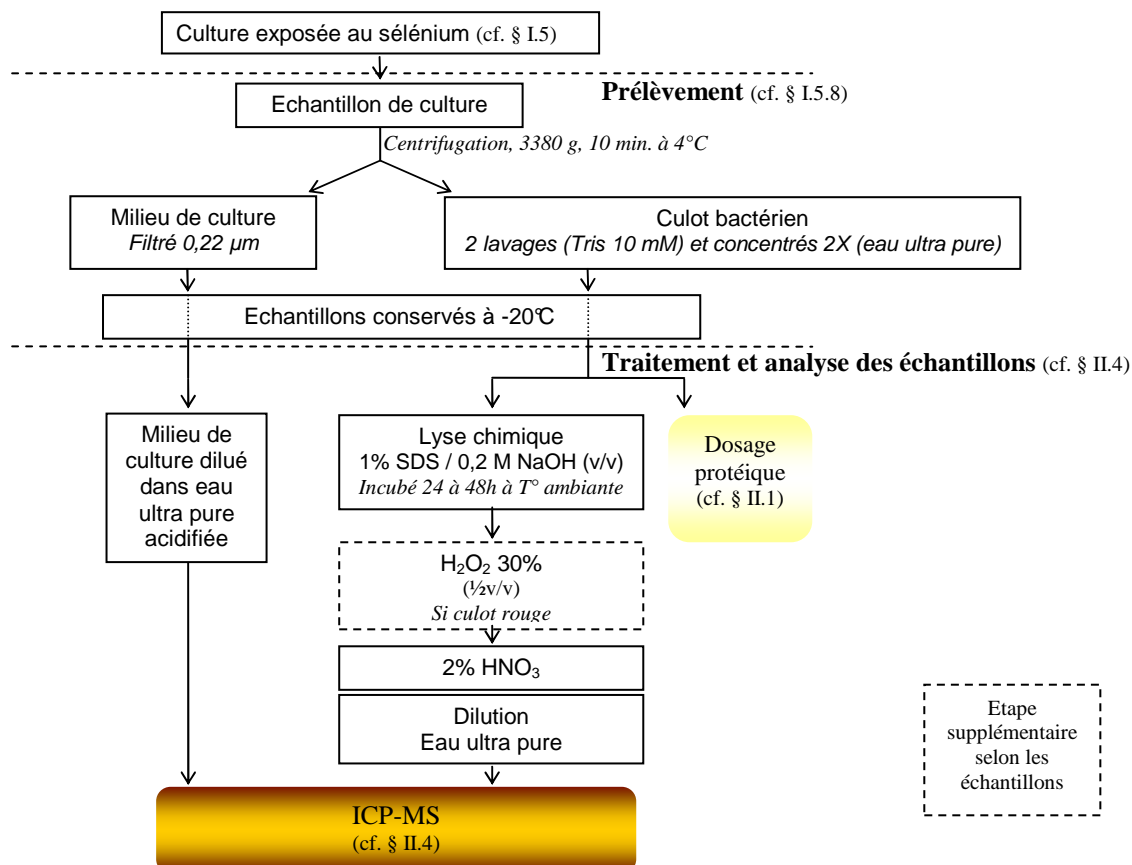 Culture exposée au sélénium (cf. § I.5)
Prélèvement (cf. § I.5.8)
Echantillon de culture
Centrifugation, 3380 g, 10 min. à 4°C
Milieu de culture
Filtré 0,22 µm
Culot bactérien
2 lavages (Tris 10 mM) et concentrés 2X (eau ultra pure)
Echantillons conservés à -20°C
Traitement et analyse des échantillons (cf. § II.4)
Milieu de
culture dilué
dans eau
ultra pure
acidifiée
Lyse chimique
1% SDS / 0,2 M NaOH (v/v)
Incubé 24 à 48h à T° ambiante
Dosage
protéique
(cf. § II.1)
H₂O₂ 30%
(½v/v)
Si culot rouge
2% HNO₃
Dilution
Eau ultra pure
Etape
supplémentaire
selon les
échantillons
ICP-MS
(cf. § II.4)